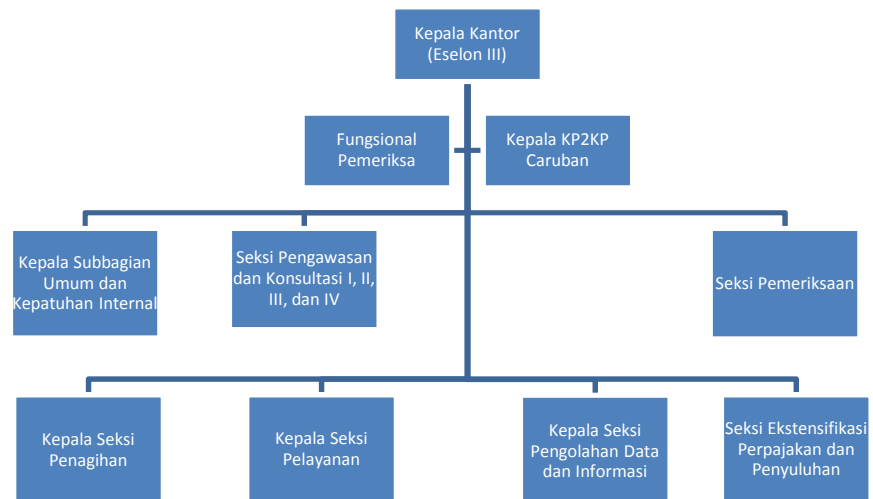 Kepala Kantor
(Eselon III)
Fungsional
Pemeriksa
Kepala KP2KP
Caruban
Kepala Subbagian
Umum dan
Kepatuhan Internal
Seksi Pengawasan
dan Konsultasi I, II,
III, dan IV
Seksi Pemeriksaan
Kepala Seksi
Penagihan
Kepala Seksi
Pelayanan
Kepala Seksi
Pengolahan Data
dan Informasi
Seksi Ekstensifikasi
Perpajakan dan
Penyuluhan